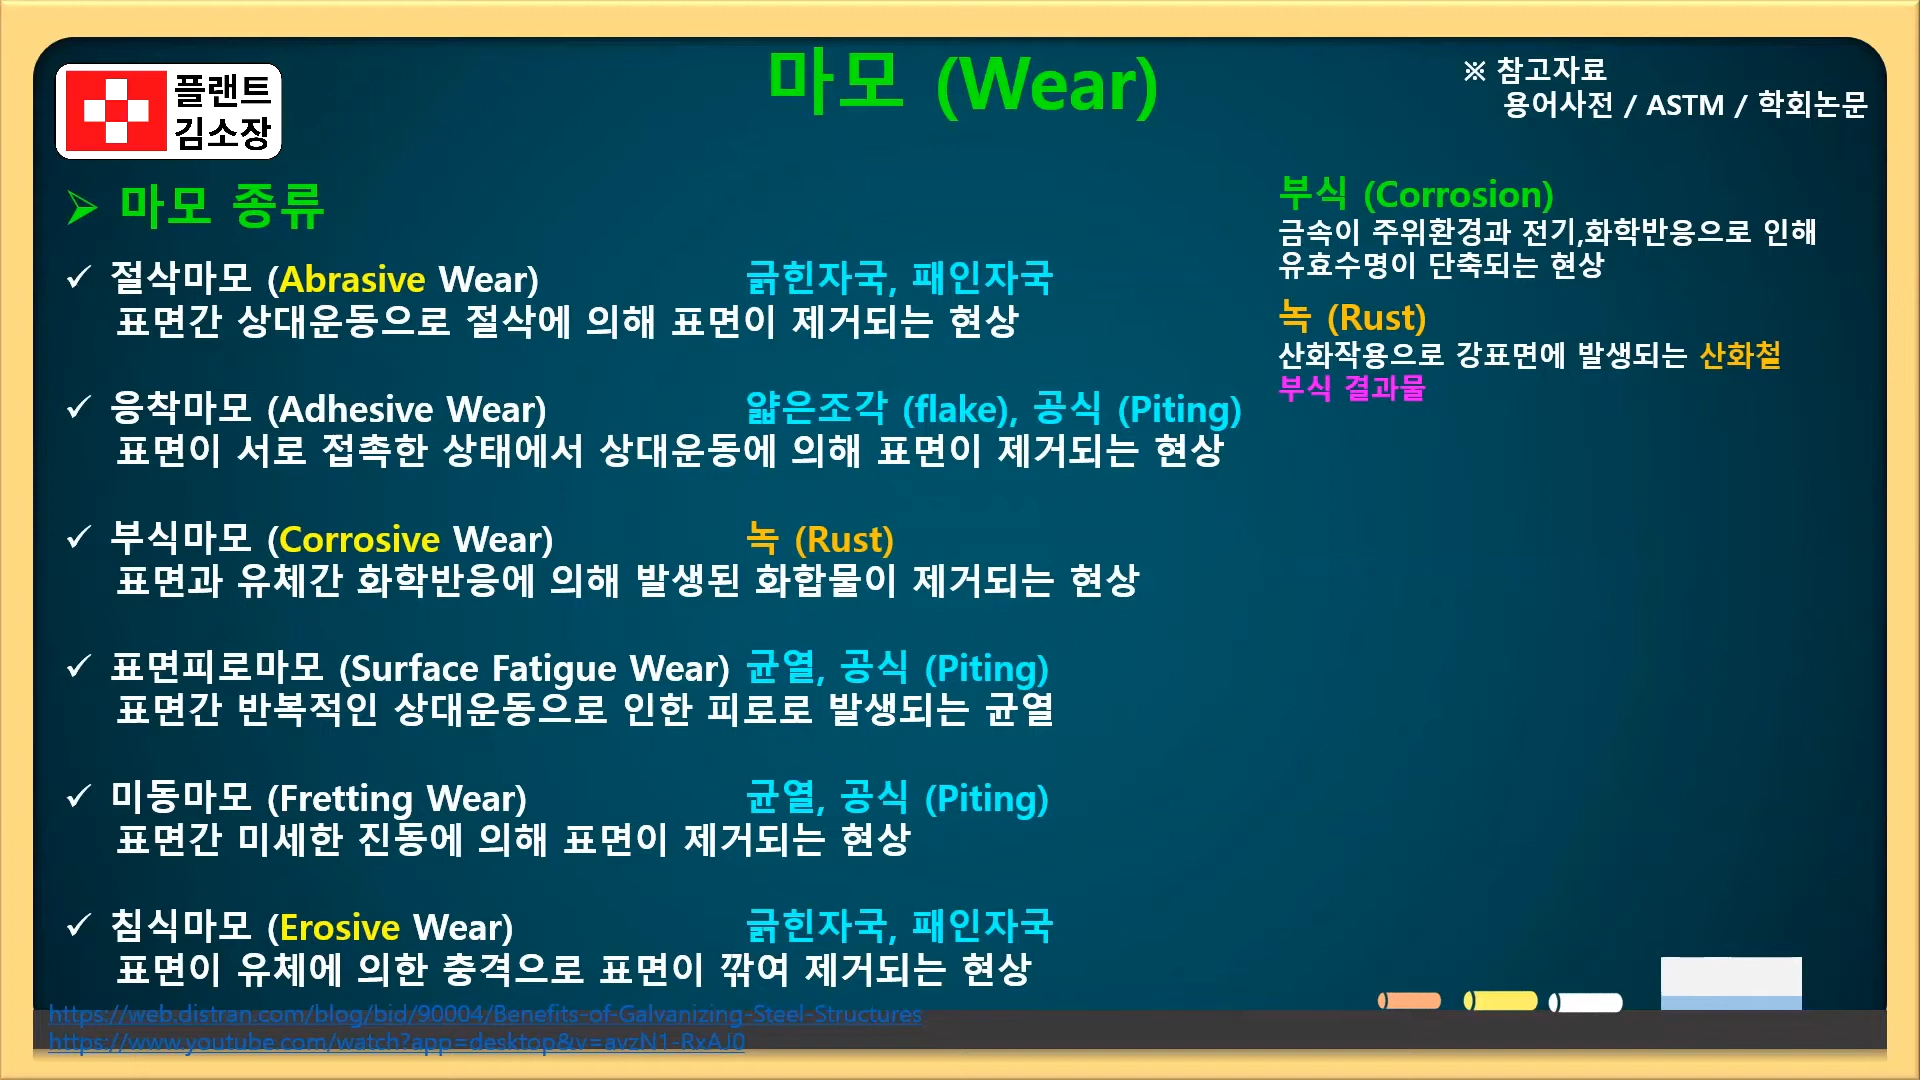 마모 (Wear)
플랜트
김소장
※ 참고자료
용어사전 / ASTM / 학회논문
➢ 마모 종류
✓ 절삭마모 (Abrasive Wear) 긁힌자국, 패인자국
표면간 상대운동으로 절삭에 의해 표면이 제거되는 현상
✓ 응착마모 (Adhesive Wear) 얇은조각 (flake), 공식 (Piting)
표면이 서로 접촉한 상태에서 상대운동에 의해 표면이 제거되는 현상
✓ 부식마모 (Corrosive Wear) 녹 (Rust)
표면과 유체간 화학반응에 의해 발생된 화합물이 제거되는 현상
✓ 표면피로마모 (Surface Fatigue Wear) 균열, 공식 (Piting)
표면간 반복적인 상대운동으로 인한 피로로 발생되는 균열
✓ 미동마모 (Fretting Wear) 균열, 공식 (Piting)
표면간 미세한 진동에 의해 표면이 제거되는 현상
✓ 침식마모 (Erosive Wear) 긁힌자국, 패인자국
표면이 유체에 의한 충격으로 표면이 깎여 제거되는 현상
부식 (Corrosion)
금속이 주위환경과 전기,화학반응으로 인해
유효수명이 단축되는 현상
녹 (Rust)
산화작용으로 강표면에 발생되는 산화철
부식 결과물
https://web.distran.com/blog/bid/90004/Benefits-of-Galvanizing-Steel-Structures
https://www.youtube.com/watch?app=desktop&v=avzN1-RxAJ0